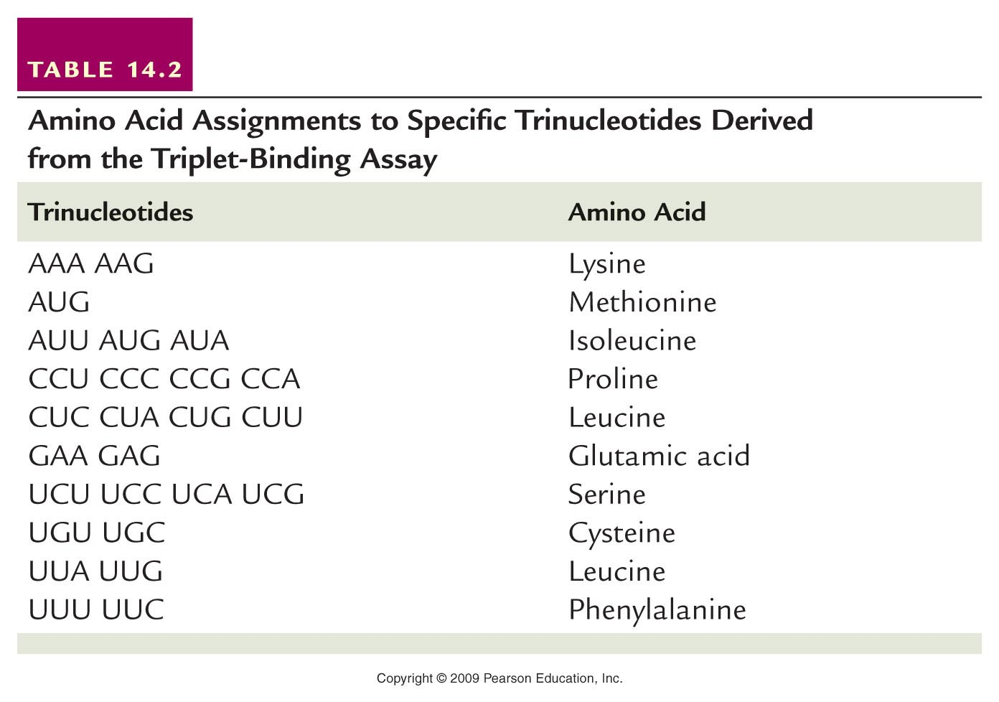 TABLE 14.2
Amino Acid Assignments to Specific Trinucleotides Derived
from the Triplet-Binding Assay
Trinucleotides Amino Acid
AAA AAG Lysine
AUG Methionine
AUU AUG AUA Isoleucine
CCU CCC CCG CCA Proline
CUC CUA CUG CUU Leucine
GAA GAG Glutamic acid
UCU UCC UCA UCG Serine
UGU UGC Cysteine
UUA UUG Leucine
UUU UUC Phenylalanine
Copyright © 2009 Pearson Education, Inc.